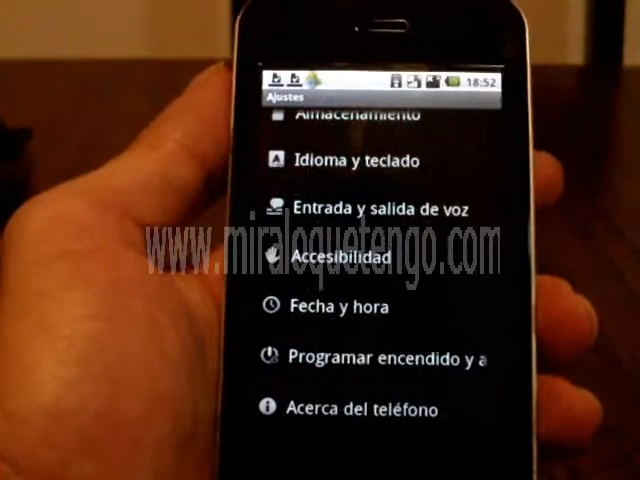 18:52
Ajustes
Almacenamiento
Idioma y teclado
Entrada y salida de voz
www.miraloquetengo.com
Accesibilidad
Fecha y hora
Programar encendido y a
Acerca del teléfono